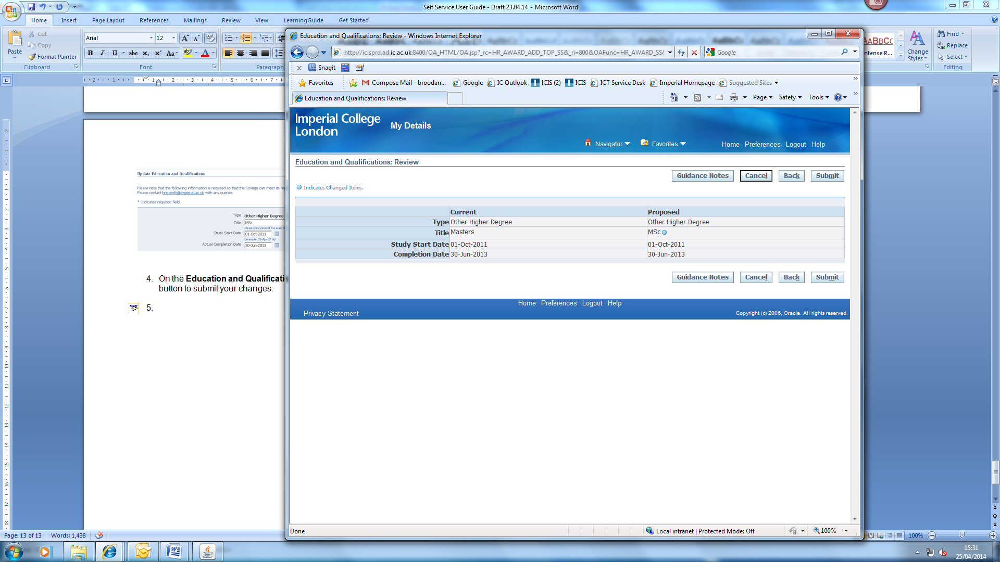 Self Service User Guide - Draft 23.04.14 - Microsoft Word
Home Insert Page Layout References Mailings Review View LearningGuide Get Started
Paste
Cut
Copy
Format Painter
Clipboard
Arial 12
Font
Paragraph
AaBbCc
Change Styles
Find
Replace
Select
Editing
Education and Qualifications: Review - Windows Internet Explorer
http://icisprd.ad.ic.ac.uk:8400/OA_HTML/OA.jsp?_rc=HR_AWARD_ADD_TOP_SS&_ri=800&OAFunc=HR_AWARD_SS&
Google
x Snagit
Favorites Compose Mail - broodan... Google IC Outlook ICIS (2) ICIS ICT Service Desk Imperial Homepage Suggested Sites
Education and Qualifications: Review
Page Safety Tools
Imperial College
London
My Details
Navigator Favorites Home Preferences Logout Help
Education and Qualifications: Review
Guidance Notes Cancel Back Submit
Indicates Changed Items.
Current Proposed
Type Other Higher Degree Other Higher Degree
Title Masters MSc
Study Start Date 01-Oct-2011 01-Oct-2011
Completion Date 30-Jun-2013 30-Jun-2013
Guidance Notes Cancel Back Submit
Home Preferences Logout Help
Privacy Statement
Copyright (c) 2006, Oracle. All rights reserved.
Done Local intranet | Protected Mode: Off 100%
Update Education and Qualifications
Please note that the following information is required so that the College can meet its
Please contact hricisinfo@imperial.ac.uk with any queries.
* Indicates required field
Type Other Higher Degree
Title MSc
Please enter/amend the exact
Study Start Date 01-Oct-2011
(example: 25-Apr-2014)
Actual Completion Date 30-Jun-2013
4. On the Education and Qualificati
button to submit your changes.
5.
Page: 13 of 13 Words: 1,438
100%
15:31
25/04/2014